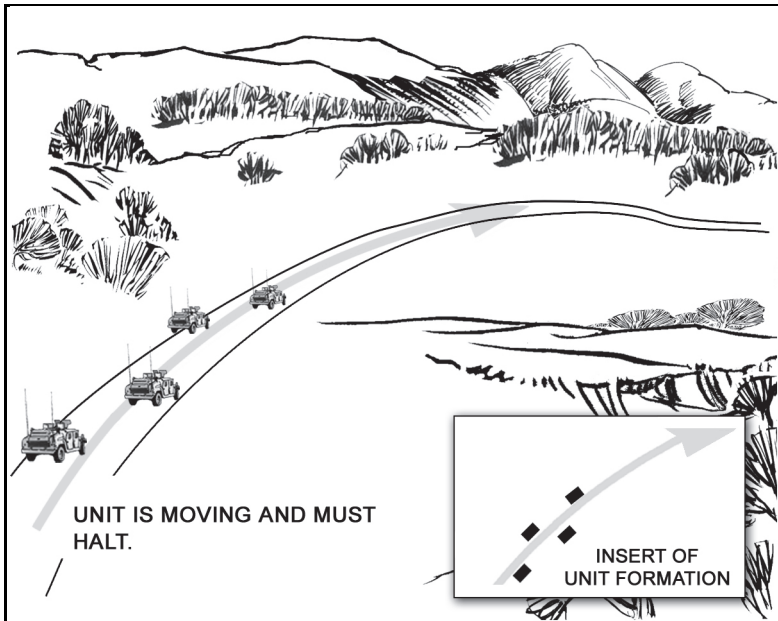 UNIT IS MOVING AND MUST
HALT.
INSERT OF
UNIT FORMATION